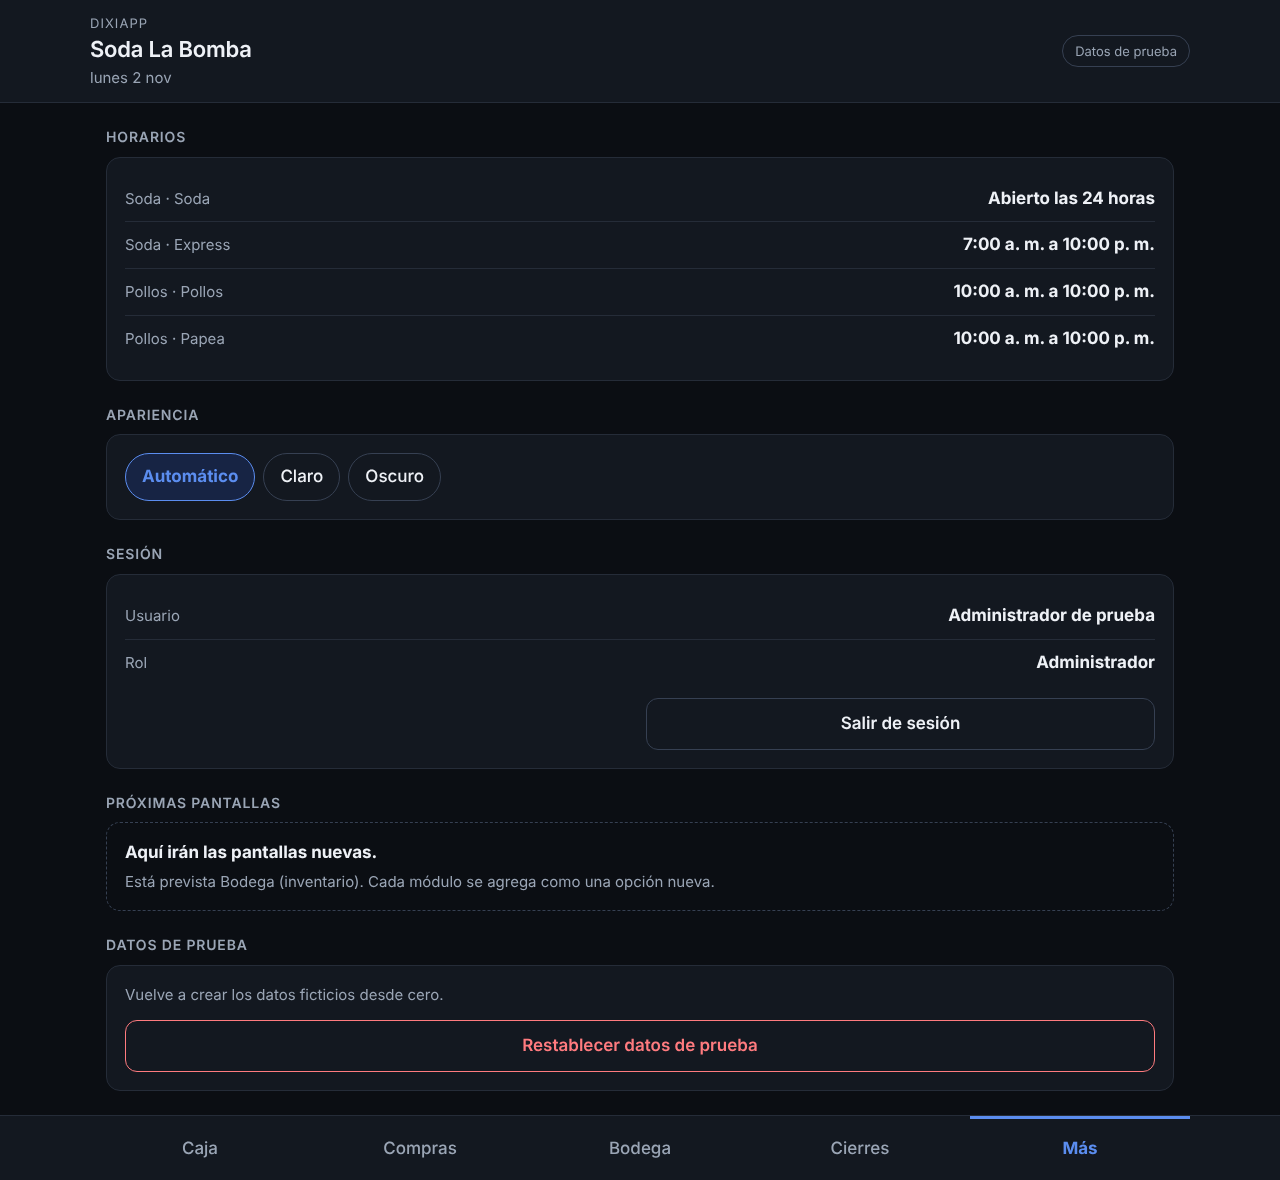 DIXIAPP
Soda La Bomba
lunes 2 nov
Datos de prueba
HORARIOS
Soda · Soda
Abierto las 24 horas
Soda · Express
7:00 a. m. a 10:00 p. m.
Pollos · Pollos
10:00 a. m. a 10:00 p. m.
Pollos · Papea
10:00 a. m. a 10:00 p. m.
APARIENCIA
Automático
Claro
Oscuro
SESIÓN
Usuario
Administrador de prueba
Rol
Administrador
Salir de sesión
PRÓXIMAS PANTALLAS
Aquí irán las pantallas nuevas.
Está prevista Bodega (inventario). Cada módulo se agrega como una opción nueva.
DATOS DE PRUEBA
Vuelve a crear los datos ficticios desde cero.
Restablecer datos de prueba
Caja
Compras
Bodega
Cierres
Más